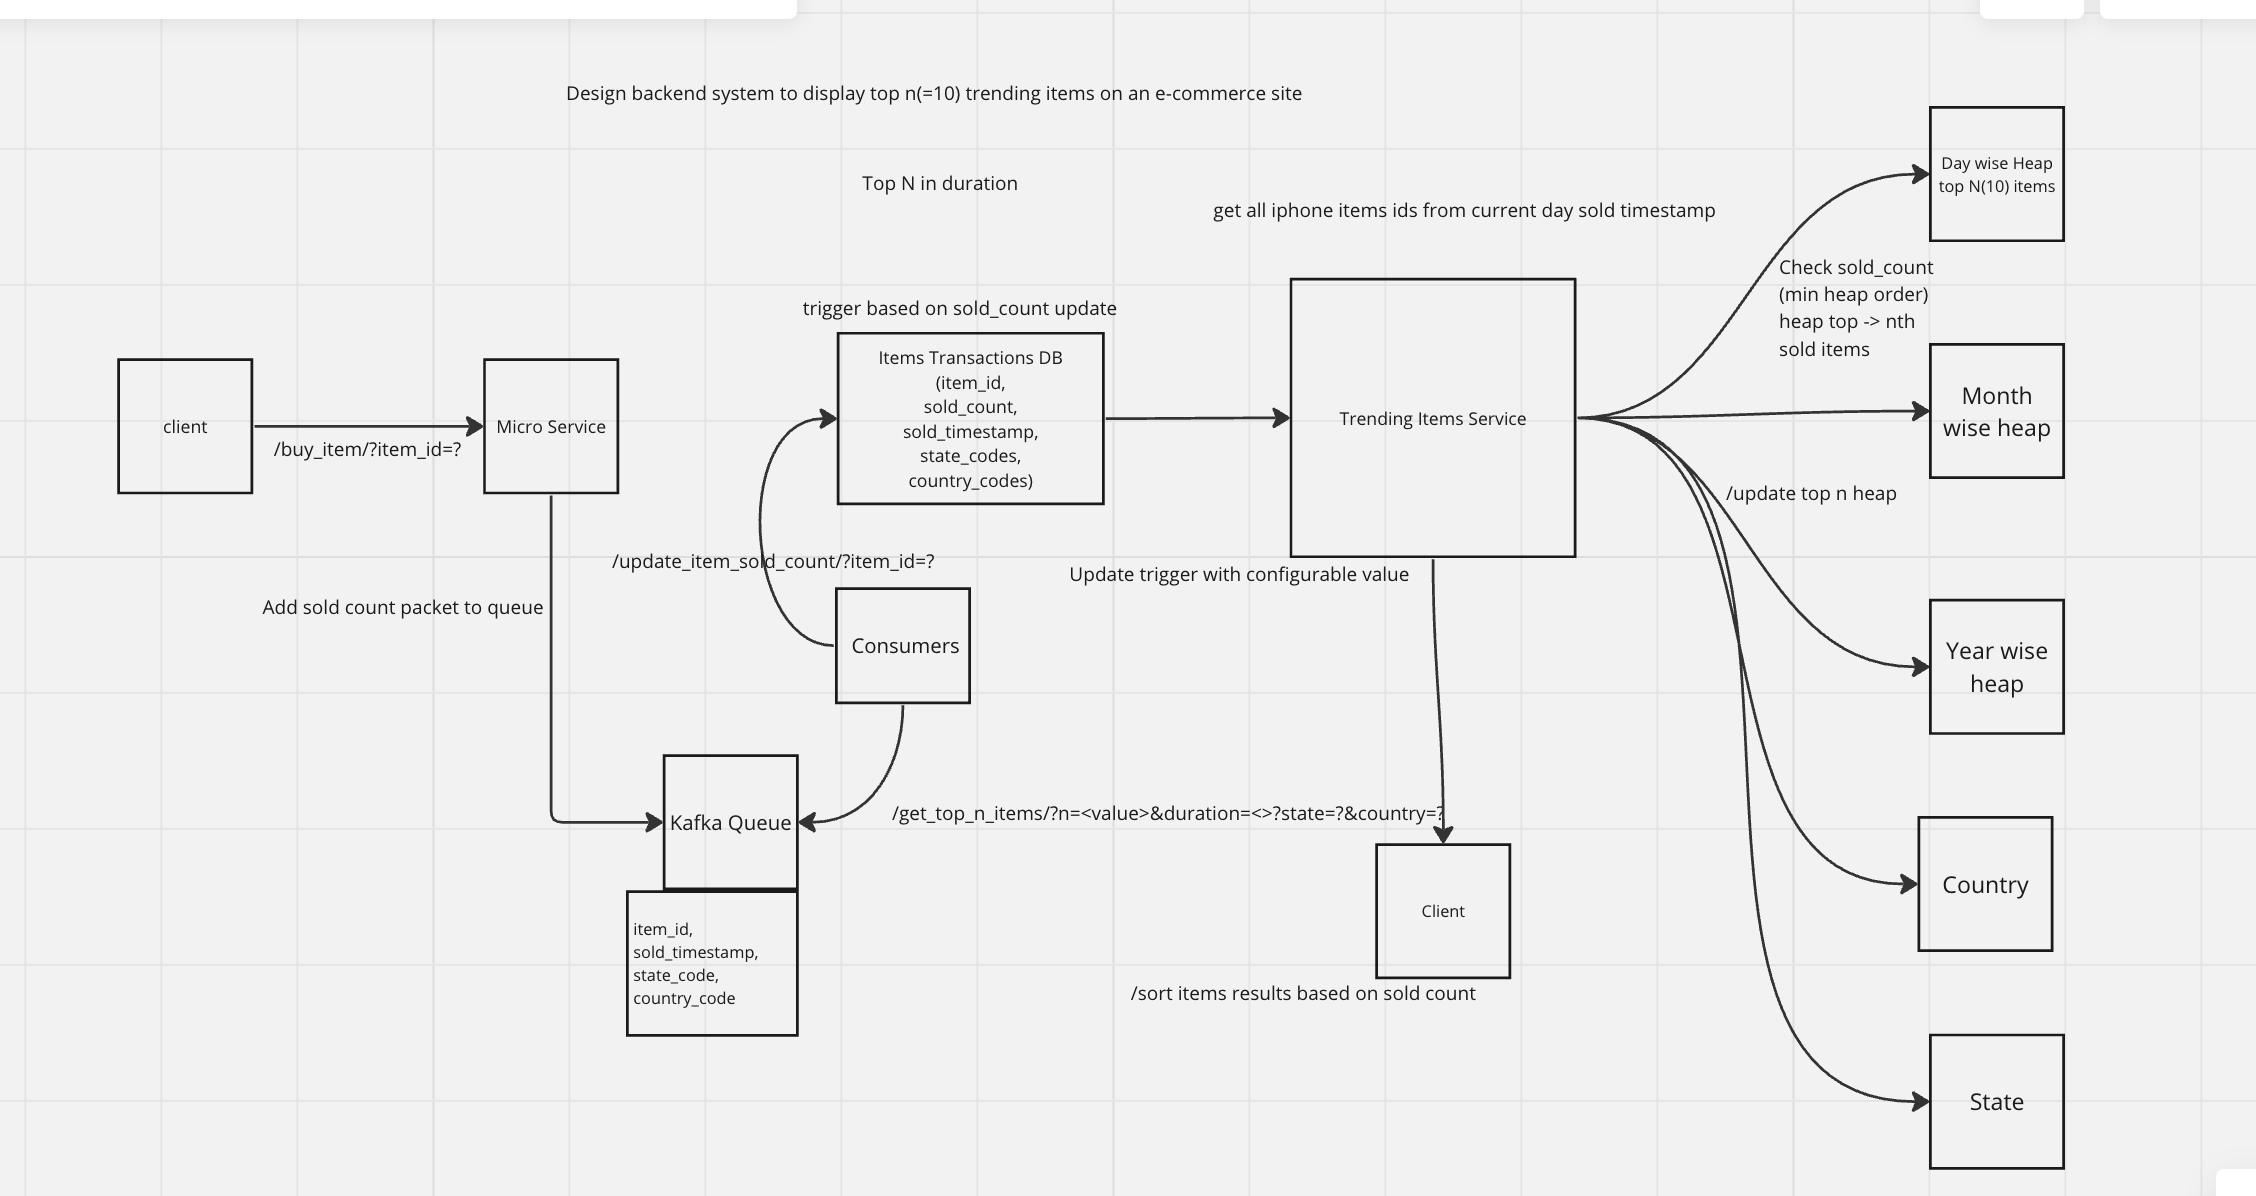 Design backend system to display top n(=10) trending items on an e-commerce site
Top N in duration
get all iphone items ids from current day sold timestamp
Day wise Heap
top N(10) items
Check sold_count
(min heap order)
heap top -> nth
sold items
trigger based on sold_count update
Items Transactions DB
(item_id,
sold_count,
sold_timestamp,
state_codes,
country_codes)
client
/buy_item/?item_id=?
Micro Service
Trending Items Service
Month
wise heap
/update top n heap
/update_item_sold_count/?item_id=?
Update trigger with configurable value
Add sold count packet to queue
Consumers
Year wise
heap
Kafka Queue
/get_top_n_items/?n=<value>&duration=<>?state=?&country=?
item_id,
sold_timestamp,
state_code,
country_code
Client
/sort items results based on sold count
Country
State